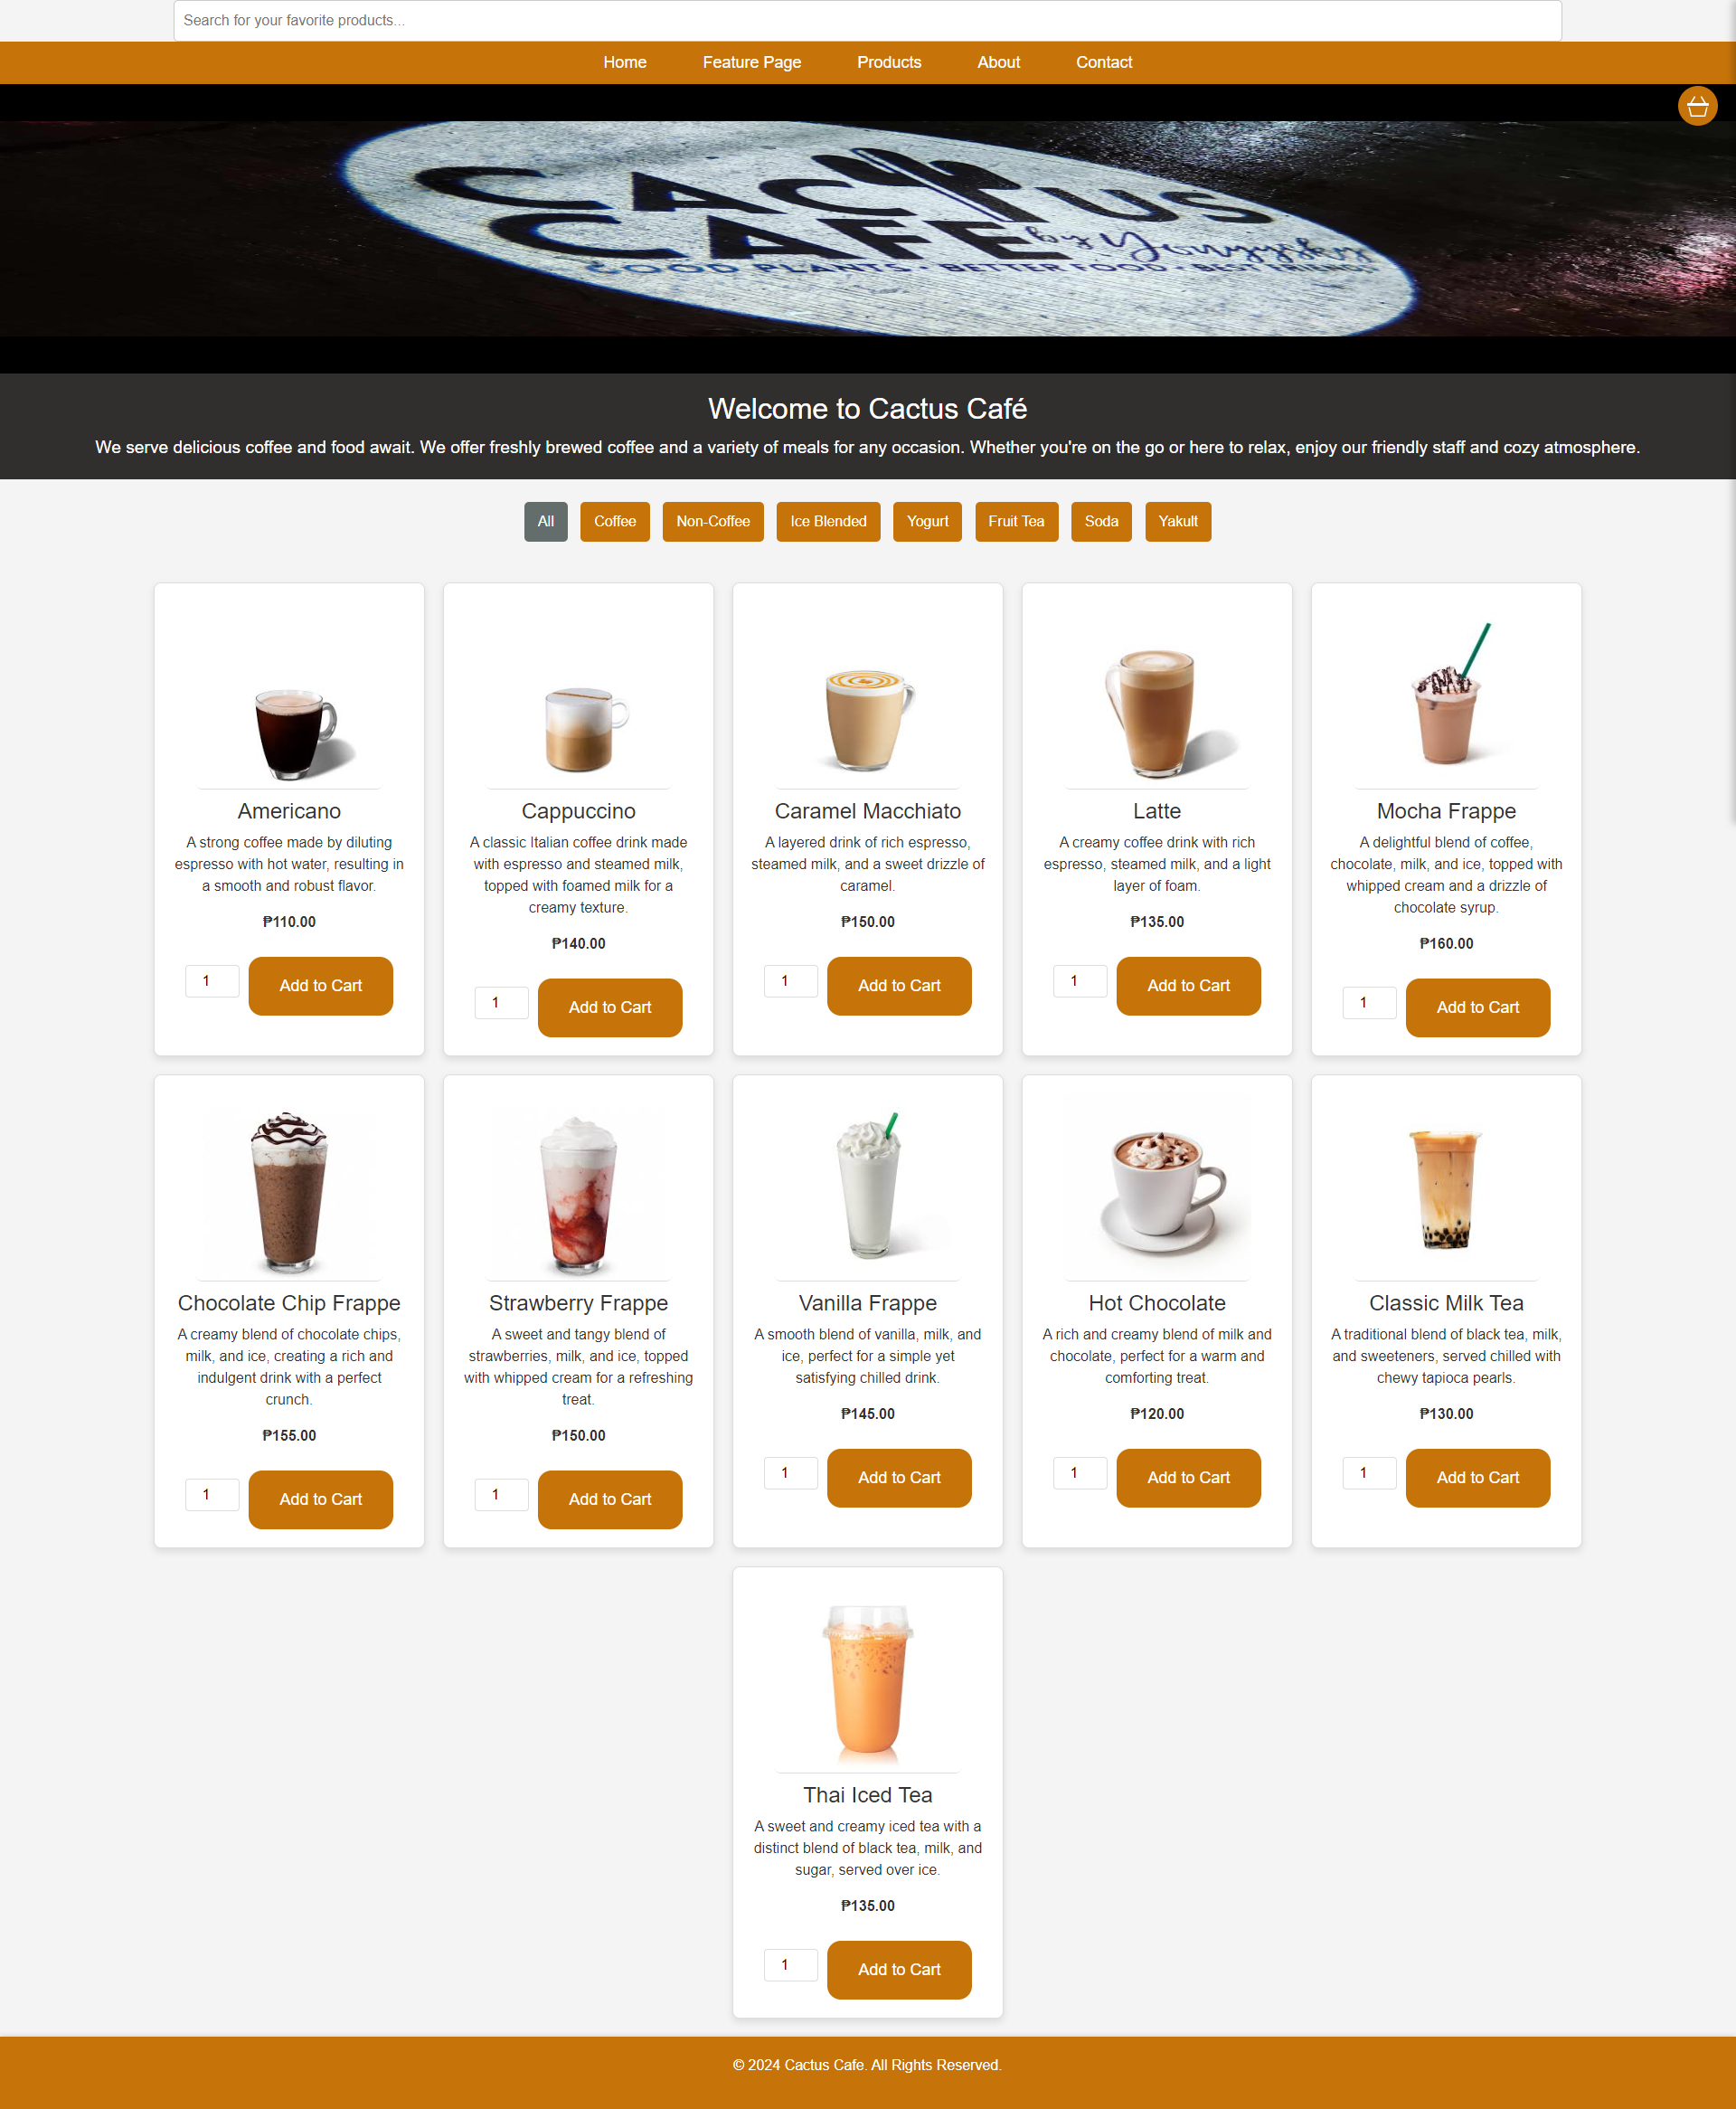 Search for your favorite products...
Home Feature Page Products About Contact
CACTUS
CAFE by Yonyysky
GOOD PLANTS • BETTER FOOD • BEST FRIENDS
Welcome to Cactus Café
We serve delicious coffee and food await. We offer freshly brewed coffee and a variety of meals for any occasion. Whether you're on the go or here to relax, enjoy our friendly staff and cozy atmosphere.
All Coffee Non-Coffee Ice Blended Yogurt Fruit Tea Soda Yakult
Americano
A strong coffee made by diluting
espresso with hot water, resulting in
a smooth and robust flavor.
₱110.00
1 Add to Cart
Cappuccino
A classic Italian coffee drink made
with espresso and steamed milk,
topped with foamed milk for a
creamy texture.
₱140.00
1 Add to Cart
Caramel Macchiato
A layered drink of rich espresso,
steamed milk, and a sweet drizzle of
caramel.
₱150.00
1 Add to Cart
Latte
A creamy coffee drink with rich
espresso, steamed milk, and a light
layer of foam.
₱135.00
1 Add to Cart
Mocha Frappe
A delightful blend of coffee,
chocolate, milk, and ice, topped with
whipped cream and a drizzle of
chocolate syrup.
₱160.00
1 Add to Cart
Chocolate Chip Frappe
A creamy blend of chocolate chips,
milk, and ice, creating a rich and
indulgent drink with a perfect
crunch.
₱155.00
1 Add to Cart
Strawberry Frappe
A sweet and tangy blend of
strawberries, milk, and ice, topped
with whipped cream for a refreshing
treat.
₱150.00
1 Add to Cart
Vanilla Frappe
A smooth blend of vanilla, milk, and
ice, perfect for a simple yet
satisfying chilled drink.
₱145.00
1 Add to Cart
Hot Chocolate
A rich and creamy blend of milk and
chocolate, perfect for a warm and
comforting treat.
₱120.00
1 Add to Cart
Classic Milk Tea
A traditional blend of black tea, milk,
and sweeteners, served chilled with
chewy tapioca pearls.
₱130.00
1 Add to Cart
Thai Iced Tea
A sweet and creamy iced tea with a
distinct blend of black tea, milk, and
sugar, served over ice.
₱135.00
1 Add to Cart
© 2024 Cactus Cafe. All Rights Reserved.